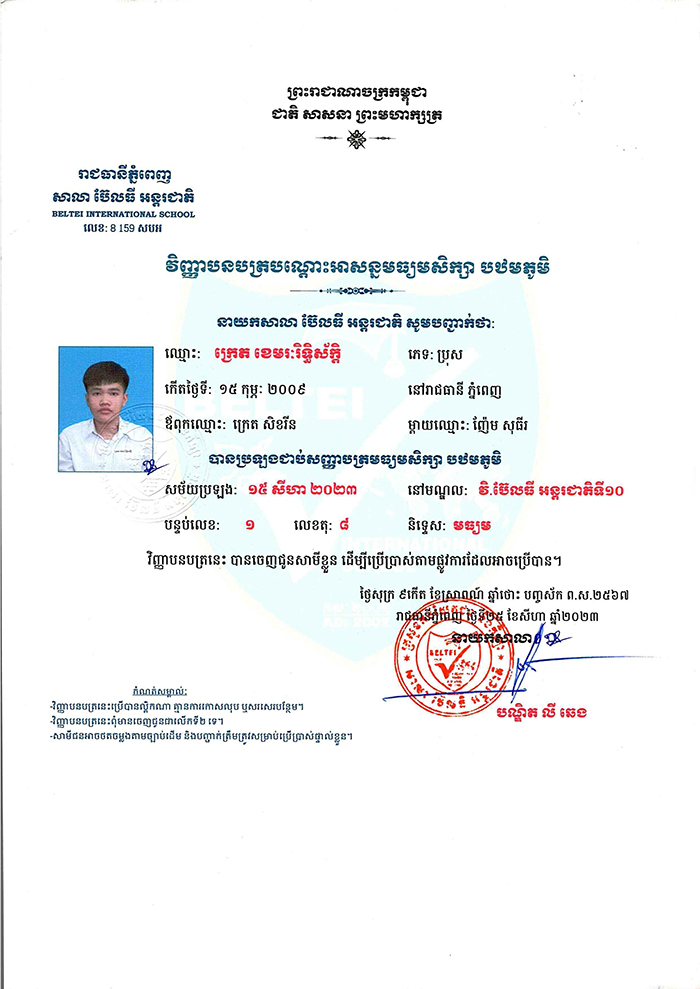 ព្រះរាជាណាចក្រកម្ពុជា
ជាតិ សាសនា ព្រះមហាក្សត្រ
រាជធានីភ្នំពេញ
សាលា ប៊ែលធី អន្តរជាតិ
BELTEI INTERNATIONAL SCHOOL
លេខ: 8 159 សបអ
វិញ្ញាបនបត្របណ្តោះអាសន្នមធ្យមសិក្សា បឋមភូមិ
នាយកសាលា ប៊ែលធី អន្តរជាតិ សូមបញ្ជាក់ថា:
ឈ្មោះ: ក្រេត ខេមរៈរិទ្ធិស័ក្តិ ភេទ: ប្រុស
កើតថ្ងៃទី: ១៥ កុម្ភៈ ២០០៩ នៅរាជធានី ភ្នំពេញ
ឪពុកឈ្មោះ: ក្រេត សិខរីន ម្តាយឈ្មោះ: ញ៉ែម សុធីរ
បានប្រឡងជាប់សញ្ញាបត្រមធ្យមសិក្សា បឋមភូមិ
សម័យប្រឡង: ១៥ សីហា ២០២៣ នៅមណ្ឌល: វិ.ប៊ែលធី អន្តរជាតិទី១០
បន្ទប់លេខ: ១ លេខតុ: ៨ និទ្ទេស: មធ្យម
វិញ្ញាបនបត្រនេះ បានចេញជូនសាមីខ្លួន ដើម្បីប្រើប្រាស់តាមផ្លូវការដែលអាចប្រើបាន។
ថ្ងៃសុក្រ ៩កើត ខែស្រាពណ៍ ឆ្នាំថោះ បញ្ចស័ក ព.ស.២៥៦៧
រាជធានីភ្នំពេញ ថ្ងៃទី២៥ ខែសីហា ឆ្នាំ២០២៣
នាយកសាលា
BELTEI
បណ្ឌិត លី ឆេង
កំណត់សម្គាល់:
-វិញ្ញាបនបត្រនេះប្រើបានល្គឹកណា គ្មានការកោសលុប ឬសរសេរបន្ថែម។
-វិញ្ញាបនបត្រនេះពុំមានចេញជូនជាលើកទី២ ទេ។
-សាមីជនអាចថតចម្លងតាមច្បាប់ដើម និងបញ្ជាក់ត្រឹមត្រូវសម្រាប់ប្រើប្រាស់ផ្ទាល់ខ្លួន។